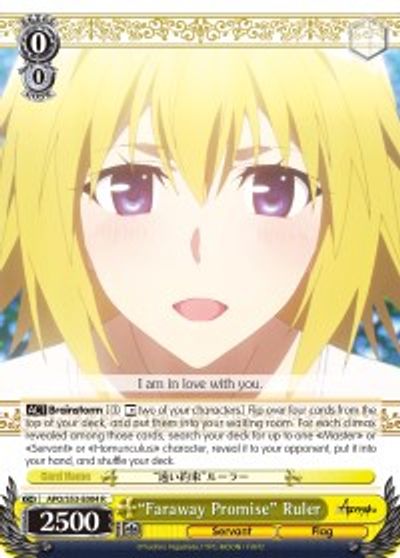 0
0
I am in love with you.
ACT Brainstorm [(1) two of your characters] Flip over four cards from the
top of your deck, and put them into your waiting room. For each climax
revealed among those cards, search your deck for up to one «Master» or
«Servant» or «Homunculus» character, reveal it to your opponent, put it
into your hand, and shuffle your deck.
Card Name
“遠い約束”ルーラー
“Faraway Promise” Ruler
2500
Servant
Flag